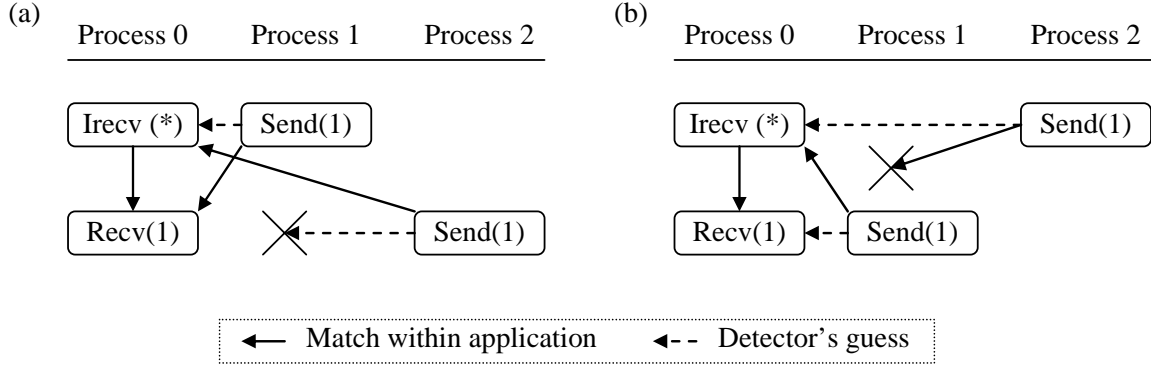 (a)
Process 0 Process 1 Process 2
Irecv (*) Send(1)
Recv(1) Send(1)
(b)
Process 0 Process 1 Process 2
Irecv (*) Send(1)
Recv(1) Send(1)
Match within application Detector's guess